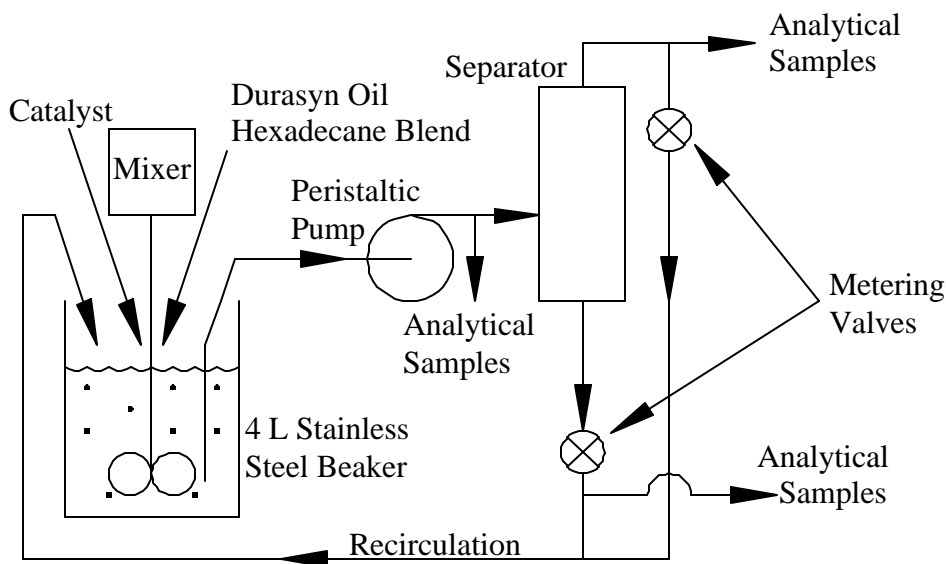 Analytical
Samples
Separator
Durasyn Oil
Hexadecane Blend
Catalyst
Mixer
Peristaltic
Pump
Metering
Valves
Analytical
Samples
4 L Stainless
Steel Beaker
Analytical
Samples
Recirculation